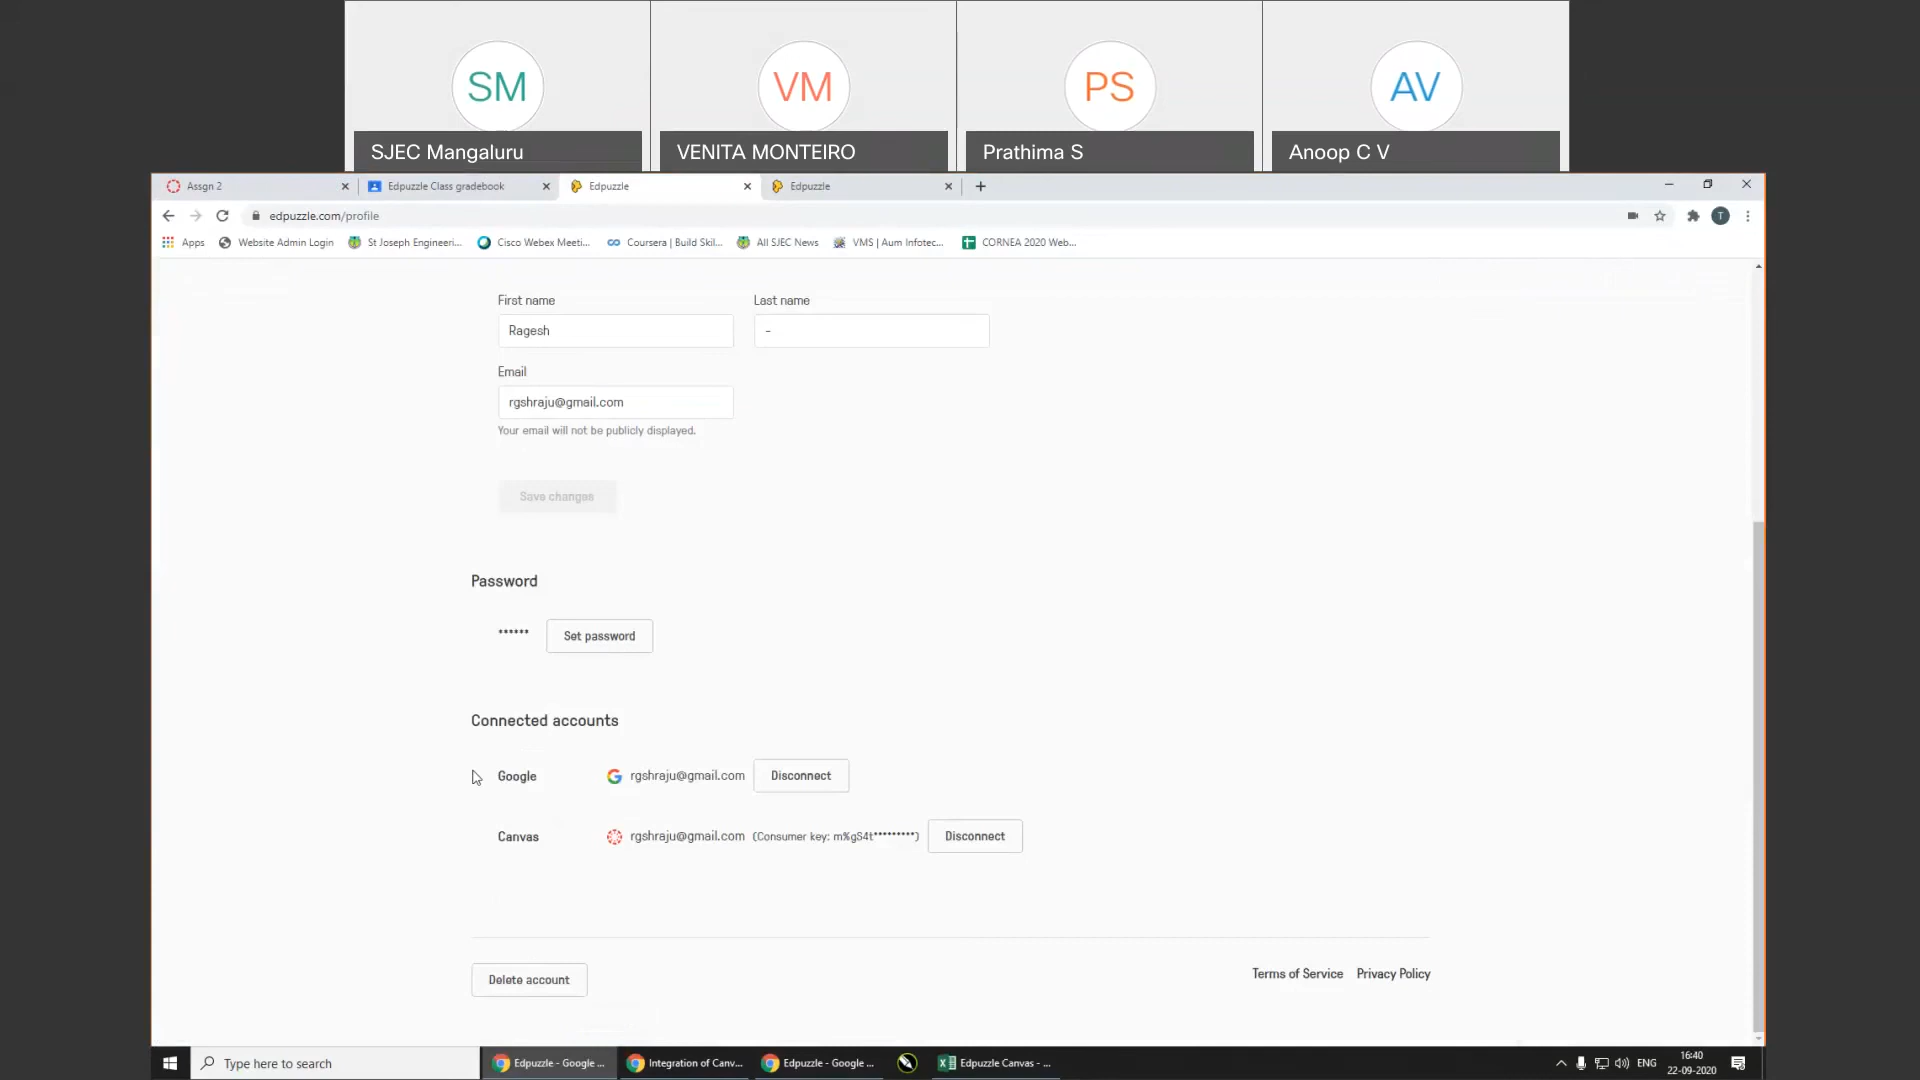 SM
VM
PS
AV
SJEC Mangaluru
VENITA MONTEIRO
Prathima S
Anoop C V
Assgn 2
Edpuzzle Class gradebook
Edpuzzle
Edpuzzle
edpuzzle.com/profile
T
Apps
Website Admin Login
St Joseph Engineeri...
Cisco Webex Meeti...
Coursera | Build Skil...
All SJEC News
VMS | Aum Infotec...
CORNEA 2020 Web...
First name
Last name
Ragesh
-
Email
rgshraju@gmail.com
Your email will not be publicly displayed.
Save changes
Password
••••••
Set password
Connected accounts
Google
rgshraju@gmail.com
Disconnect
Canvas
rgshraju@gmail.com (Consumer key: m%gS4t•••••••••)
Disconnect
Delete account
Terms of Service
Privacy Policy
Type here to search
Edpuzzle - Google ...
Integration of Canv...
Edpuzzle - Google ...
Edpuzzle Canvas - ...
ENG
16:40
22-09-2020